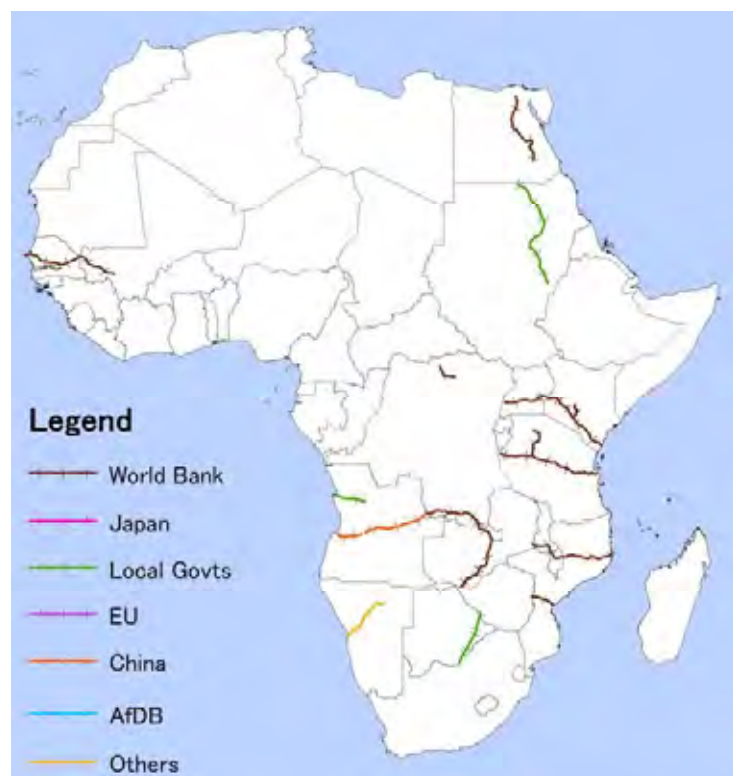 Legend
World Bank
Japan
Local Govts
EU
China
AfDB
Others